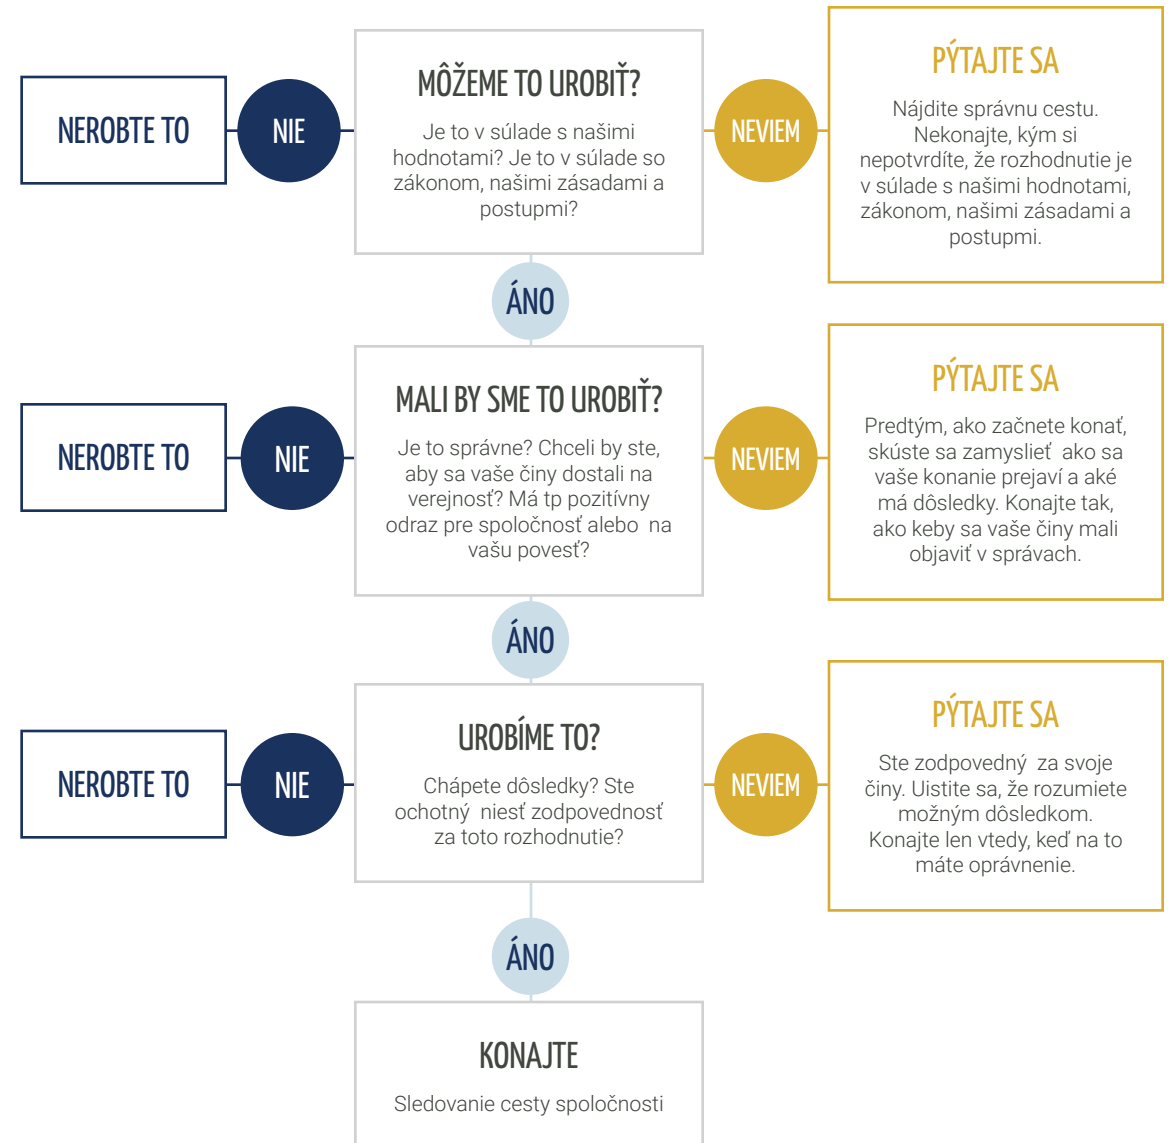 NEROBTE TO
NIE
MÔŽEME TO UROBIŤ?
Je to v súlade s našimi
hodnotami? Je to v súlade so
zákonom, našimi zásadami a
postupmi?
NEVIEM
PÝTAJTE SA
Nájdite správnu cestu.
Nekonajte, kým si
nepotvrdíte, že rozhodnutie je
v súlade s našimi hodnotami,
zákonom, našimi zásadami a
postupmi.
ÁNO
NEROBTE TO
NIE
MALI BY SME TO UROBIŤ?
Je to správne? Chceli by ste,
aby sa vaše činy dostali na
verejnosť? Má tp pozitívny
odraz pre spoločnosť alebo na
vašu povesť?
NEVIEM
PÝTAJTE SA
Predtým, ako začnete konať,
skúste sa zamyslieť ako sa
vaše konanie prejaví a aké
má dôsledky. Konajte tak,
ako keby sa vaše činy mali
objaviť v správach.
ÁNO
NEROBTE TO
NIE
UROBÍME TO?
Chápete dôsledky? Ste
ochotný niesť zodpovednosť
za toto rozhodnutie?
NEVIEM
PÝTAJTE SA
Ste zodpovedný za svoje
činy. Uistite sa, že rozumiete
možným dôsledkom.
Konajte len vtedy, keď na to
máte oprávnenie.
ÁNO
KONAJTE
Sledovanie cesty spoločnosti